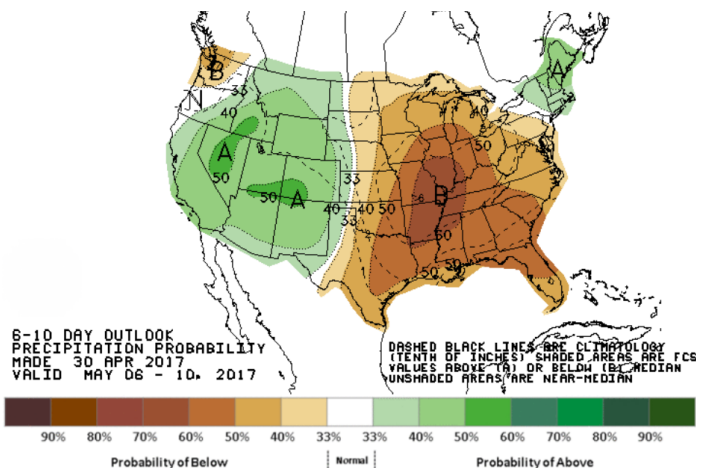 B
33
N
40
A
50
50
A
A
40
50
N
33
B
40
40
50
33
60
50
50
6-10 DAY OUTLOOK
PRECIPITATION PROBABILITY
MADE 30 APR 2017
VALID MAY 06 - 10, 2017
DASHED BLACK LINES ARE CLIMATOLOGY
(TENTH OF INCHES) SHADED AREAS ARE FCS
VALUES ABOVE (A) OR BELOW (B) MEDIAN
UNSHADED AREAS ARE NEAR-MEDIAN
90% 80% 70% 60% 50% 40% 33% 33% 40% 50% 60% 70% 80% 90%
Probability of Below Normal Probability of Above